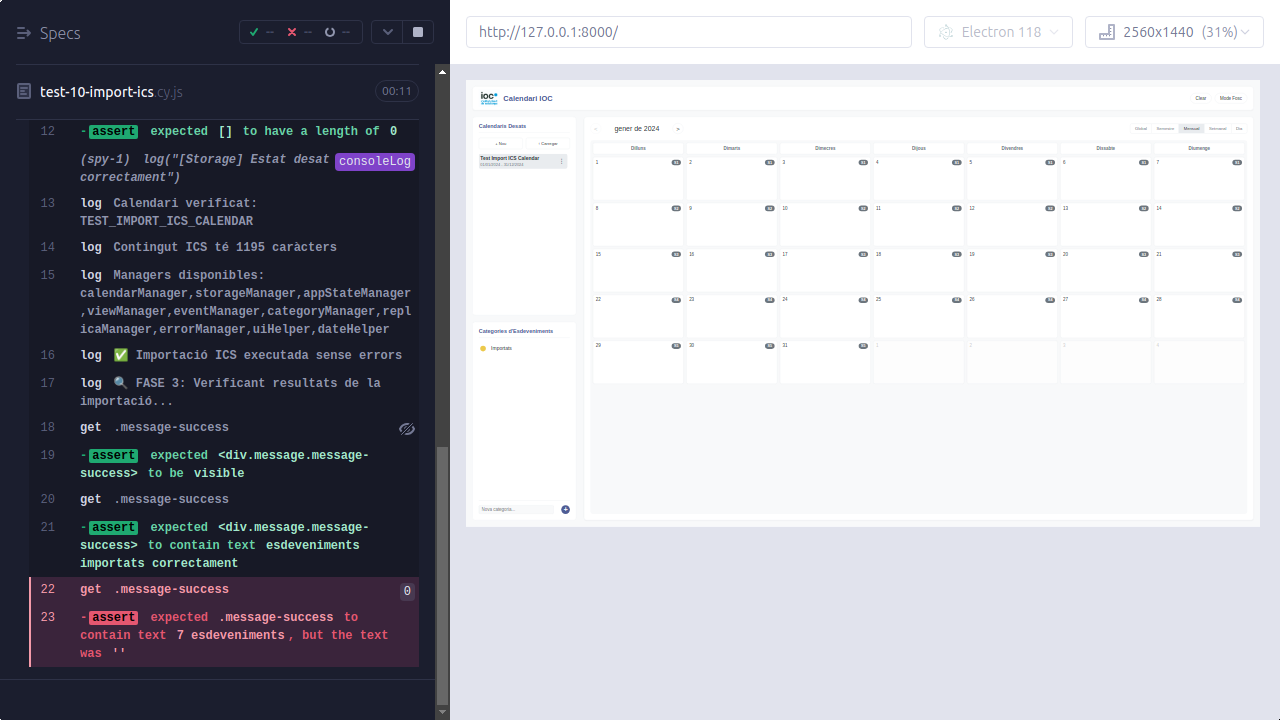 Specs
-- -- --
test-10-import-ics.cy.js 00:11
12 -assert expected [] to have a length of 0
(spy-1) log("[Storage] Estat desat correctament") consoleLog
13 log Calendari verificat:
TEST_IMPORT_ICS_CALENDAR
14 log Contingut ICS té 1195 caràcters
15 log Managers disponibles:
calendarManager,storageManager,appStateManager
,viewManager,eventManager,categoryManager,repl
icaManager,errorManager,uiHelper,dateHelper
16 log ✅ Importació ICS executada sense errors
17 log 🔍 FASE 3: Verificant resultats de la
importació...
18 get .message-success
19 -assert expected <div.message.message-
success> to be visible
20 get .message-success
21 -assert expected <div.message.message-
success> to contain text esdeveniments
importats correctament
22 get .message-success 0
23 -assert expected .message-success to
contain text 7 esdeveniments, but the text
was ''
http://127.0.0.1:8000/
Electron 118
2560x1440 (31%)
ioc
Calendari IOC
Clear Mode Fosc
Calendaris Desats
+ Nou Carregar
Test Import ICS Calendar
‹ gener de 2024 >
Global Semestre Mensual Setmanal Dia
Dilluns Dimarts Dimecres Dijous Divendres Dissabte Diumenge
1 2 3 4 5 6 7
8 9 10 11 12 13 14
15 16 17 18 19 20 21
22 23 24 25 26 27 28
29 30 31 1 2 3 4
Categories d'Esdeveniments
Importats
Nova categoria...
+